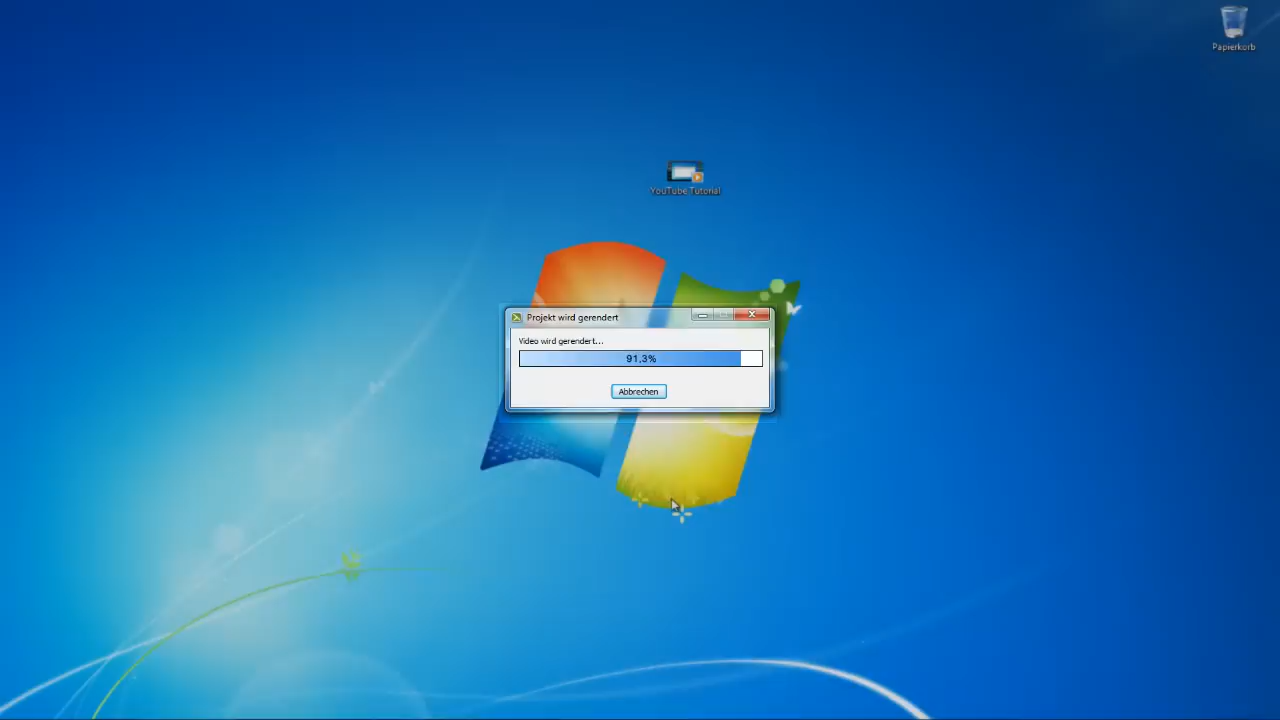 Papierkorb
YouTube Tutorial
Projekt wird gerendert
Video wird gerendert...
91,3%
Abbrechen